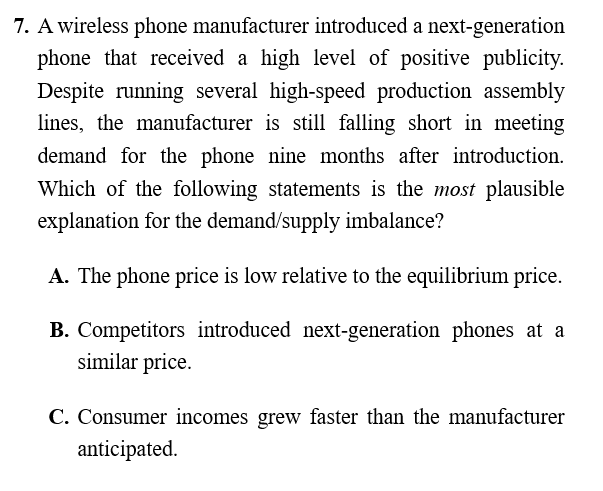 7. A wireless phone manufacturer introduced a next-generation
phone that received a high level of positive publicity.
Despite running several high-speed production assembly
lines, the manufacturer is still falling short in meeting
demand for the phone nine months after introduction.
Which of the following statements is the most plausible
explanation for the demand/supply imbalance?
A. The phone price is low relative to the equilibrium price.
B. Competitors introduced next-generation phones at a
similar price.
C. Consumer incomes grew faster than the manufacturer
anticipated.